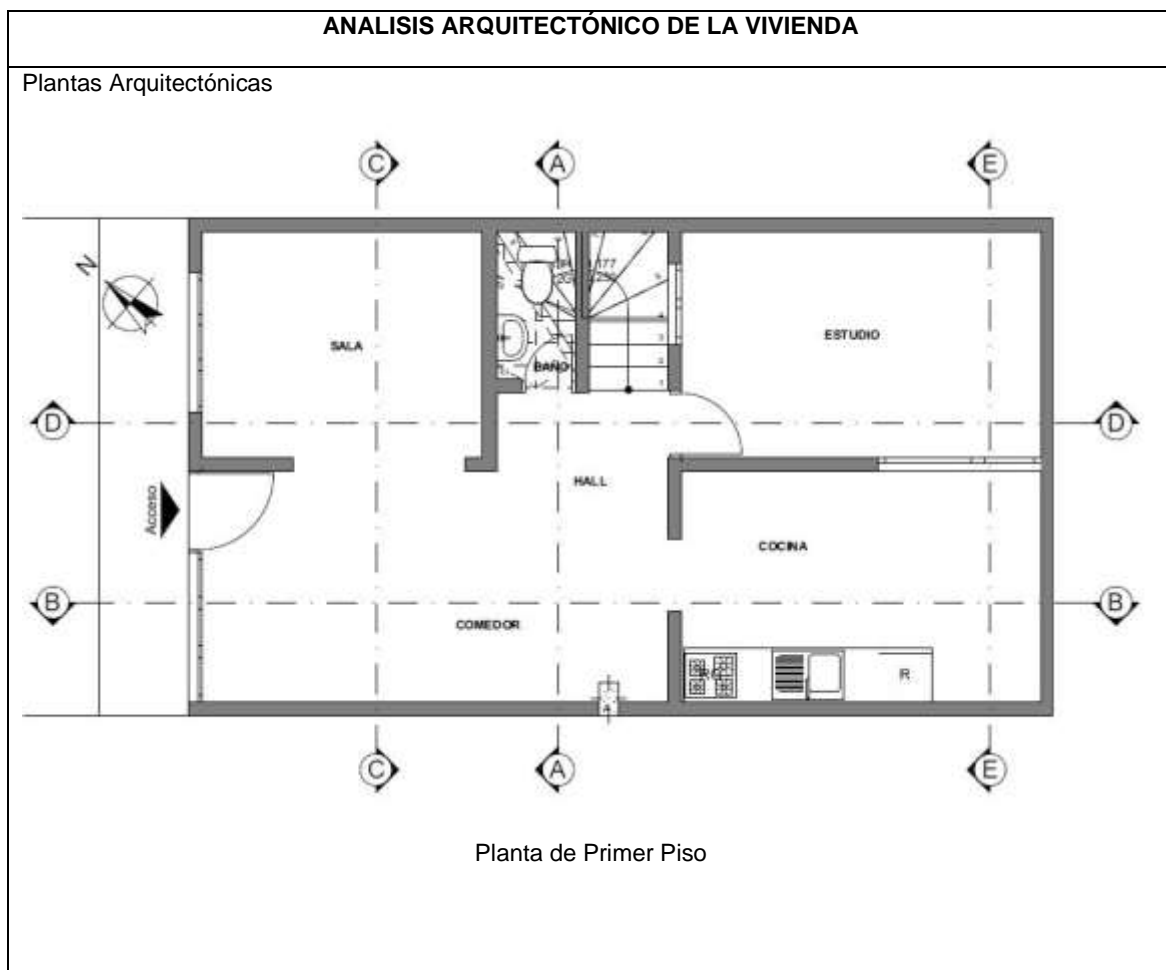 ANALISIS ARQUITECTÓNICO DE LA VIVIENDA
Plantas Arquitectónicas
C A E
N
SALA
ESTUDIO
BAÑO
D D
HALL
Acceso
COCINA
B B
COMEDOR
R
C A E
Planta de Primer Piso